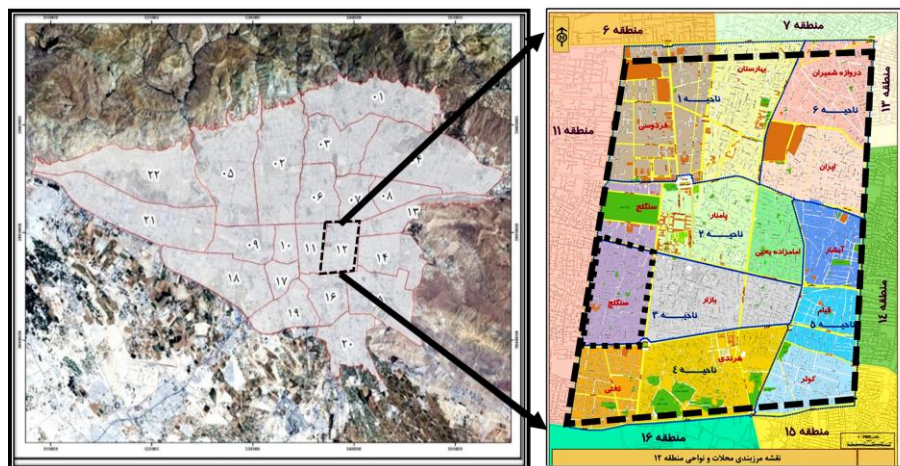 ۰۱
۰۳
۰۲
۰۵
۲۲
۰۶
۰۷
۰۸
۱۳
۲۱
۰۹
۱۰
۱۱
۱۲
۱۴
۱۸
۱۷
۱۶
۱۹
۲۰
منطقه ۶
منطقه ۷
منطقه ۱۳
منطقه ۱۱
منطقه ۱۴
منطقه ۱۶
منطقه ۱۵
دروازه شمیران
بهارستان
ناحیه ۱
ناحیه ۶
فردوسی
ایران
سنگلج
پامنار
ناحیه ۲
امامزاده یحیی
آبشار
سنگلج
بازار
ناحیه ۳
قیام
ناحیه ۵
هرندی
ناحیه ۴
تختی
کوثر
نقشه مرزبندی محلات و نواحی منطقه ۱۲